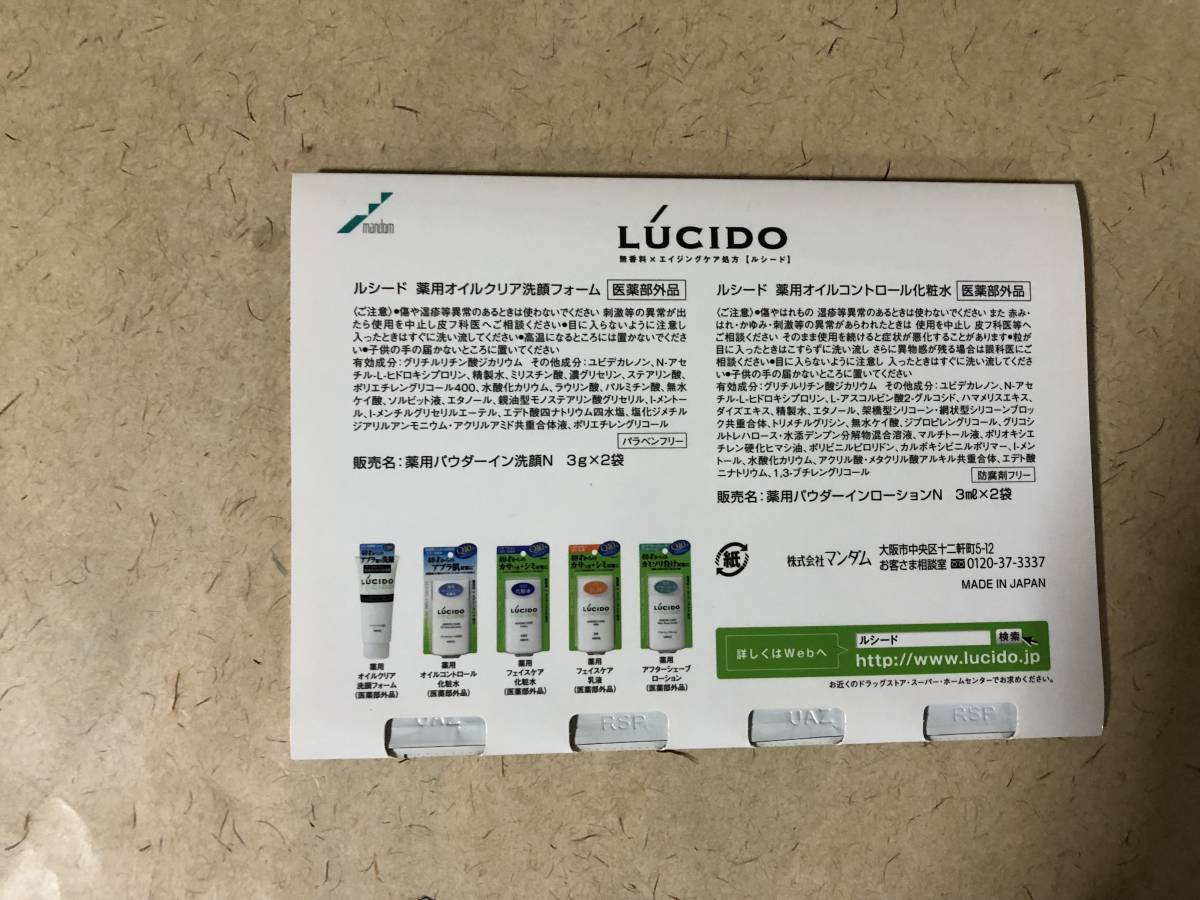 mandom
LÚCIDO
無香料×エイジングケア処方【ルシード】
ルシード 薬用オイルクリア洗顔フォーム 医薬部外品
〈ご注意〉●傷や湿疹等異常のあるときは使わないでください 刺激等の異常が出
たら使用を中止し皮フ科医へご相談ください●目に入らないように注意し
入ったときはすぐに洗い流してください●高温になるところには置かないでくださ
い●子供の手の届かないところに置いてください
有効成分:グリチルリチン酸ジカリウム その他成分:ユビデカレノン、N-アセ
チル-L-ヒドロキシプロリン、精製水、ミリスチン酸、濃グリセリン、ステアリン酸、
ポリエチレングリコール400、水酸化カリウム、ラウリン酸、パルミチン酸、無水
ケイ酸、ソルビット液、エタノール、親油型モノステアリン酸グリセリル、l-メントー
ル、l-メンチルグリセリルエーテル、エデト酸四ナトリウム四水塩、塩化ジメチル
ジアリルアンモニウム・アクリルアミド共重合体液、ポリエチレングリコール
パラベンフリー
販売名:薬用パウダーイン洗顔N 3g×2袋
ルシード 薬用オイルコントロール化粧水 医薬部外品
〈ご注意〉●傷やはれもの 湿疹等異常のあるときは使わないでください また 赤み・
はれ・かゆみ・刺激等の異常があらわれたときは 使用を中止し 皮フ科医等へ
ご相談ください そのまま使用を続けると症状が悪化することがあります●粒が
目に入ったときはこすらずに洗い流し さらに異物感が残る場合は眼科医にご
相談ください●目に入らないように注意し 入ったときはすぐに洗い流してくださ
い●子供の手の届かないところに置いてください
有効成分:グリチルリチン酸ジカリウム その他成分:ユビデカレノン、N-アセ
チル-L-ヒドロキシプロリン、L-アスコルビン酸2-グルコシド、ハマメリスエキス、
ダイズエキス、精製水、エタノール、架橋型シリコーン・網状型シリコーンブロッ
ク共重合体、トリメチルグリシン、無水ケイ酸、ジプロピレングリコール、グリコシ
ルトレハロース・水添デンプン分解物混合溶液、マルチトール液、ポリオキシエ
チレン硬化ヒマシ油、ポリビニルピロリドン、カルボキシビニルポリマー、l-メン
トール、水酸化カリウム、アクリル酸・メタクリル酸アルキル共重合体、エデト酸
二ナトリウム、1,3-ブチレングリコール
防腐剤フリー
販売名:薬用パウダーインローションN 3mℓ×2袋
アブラ肌
カサつき・シミ
カサつき・シミ
カミソリ負け
Q10
LÚCIDO
LÚCIDO
LÚCIDO
LÚCIDO
LÚCIDO
薬用
オイルクリア
洗顔フォーム
(医薬部外品)
薬用
オイルコントロール
化粧水
(医薬部外品)
薬用
フェイスケア
化粧水
(医薬部外品)
薬用
フェイスケア
乳液
(医薬部外品)
薬用
アフターシェーブ
ローション
(医薬部外品)
紙
株式会社マンダム 大阪市中央区十二軒町5-12
お客さま相談室 0120-37-3337
MADE IN JAPAN
詳しくはWebへ
ルシード 検索
http://www.lucido.jp
お近くのドラッグストア・スーパー・ホームセンターでお求めください。
UAZ
RSP
UAZ
RSP